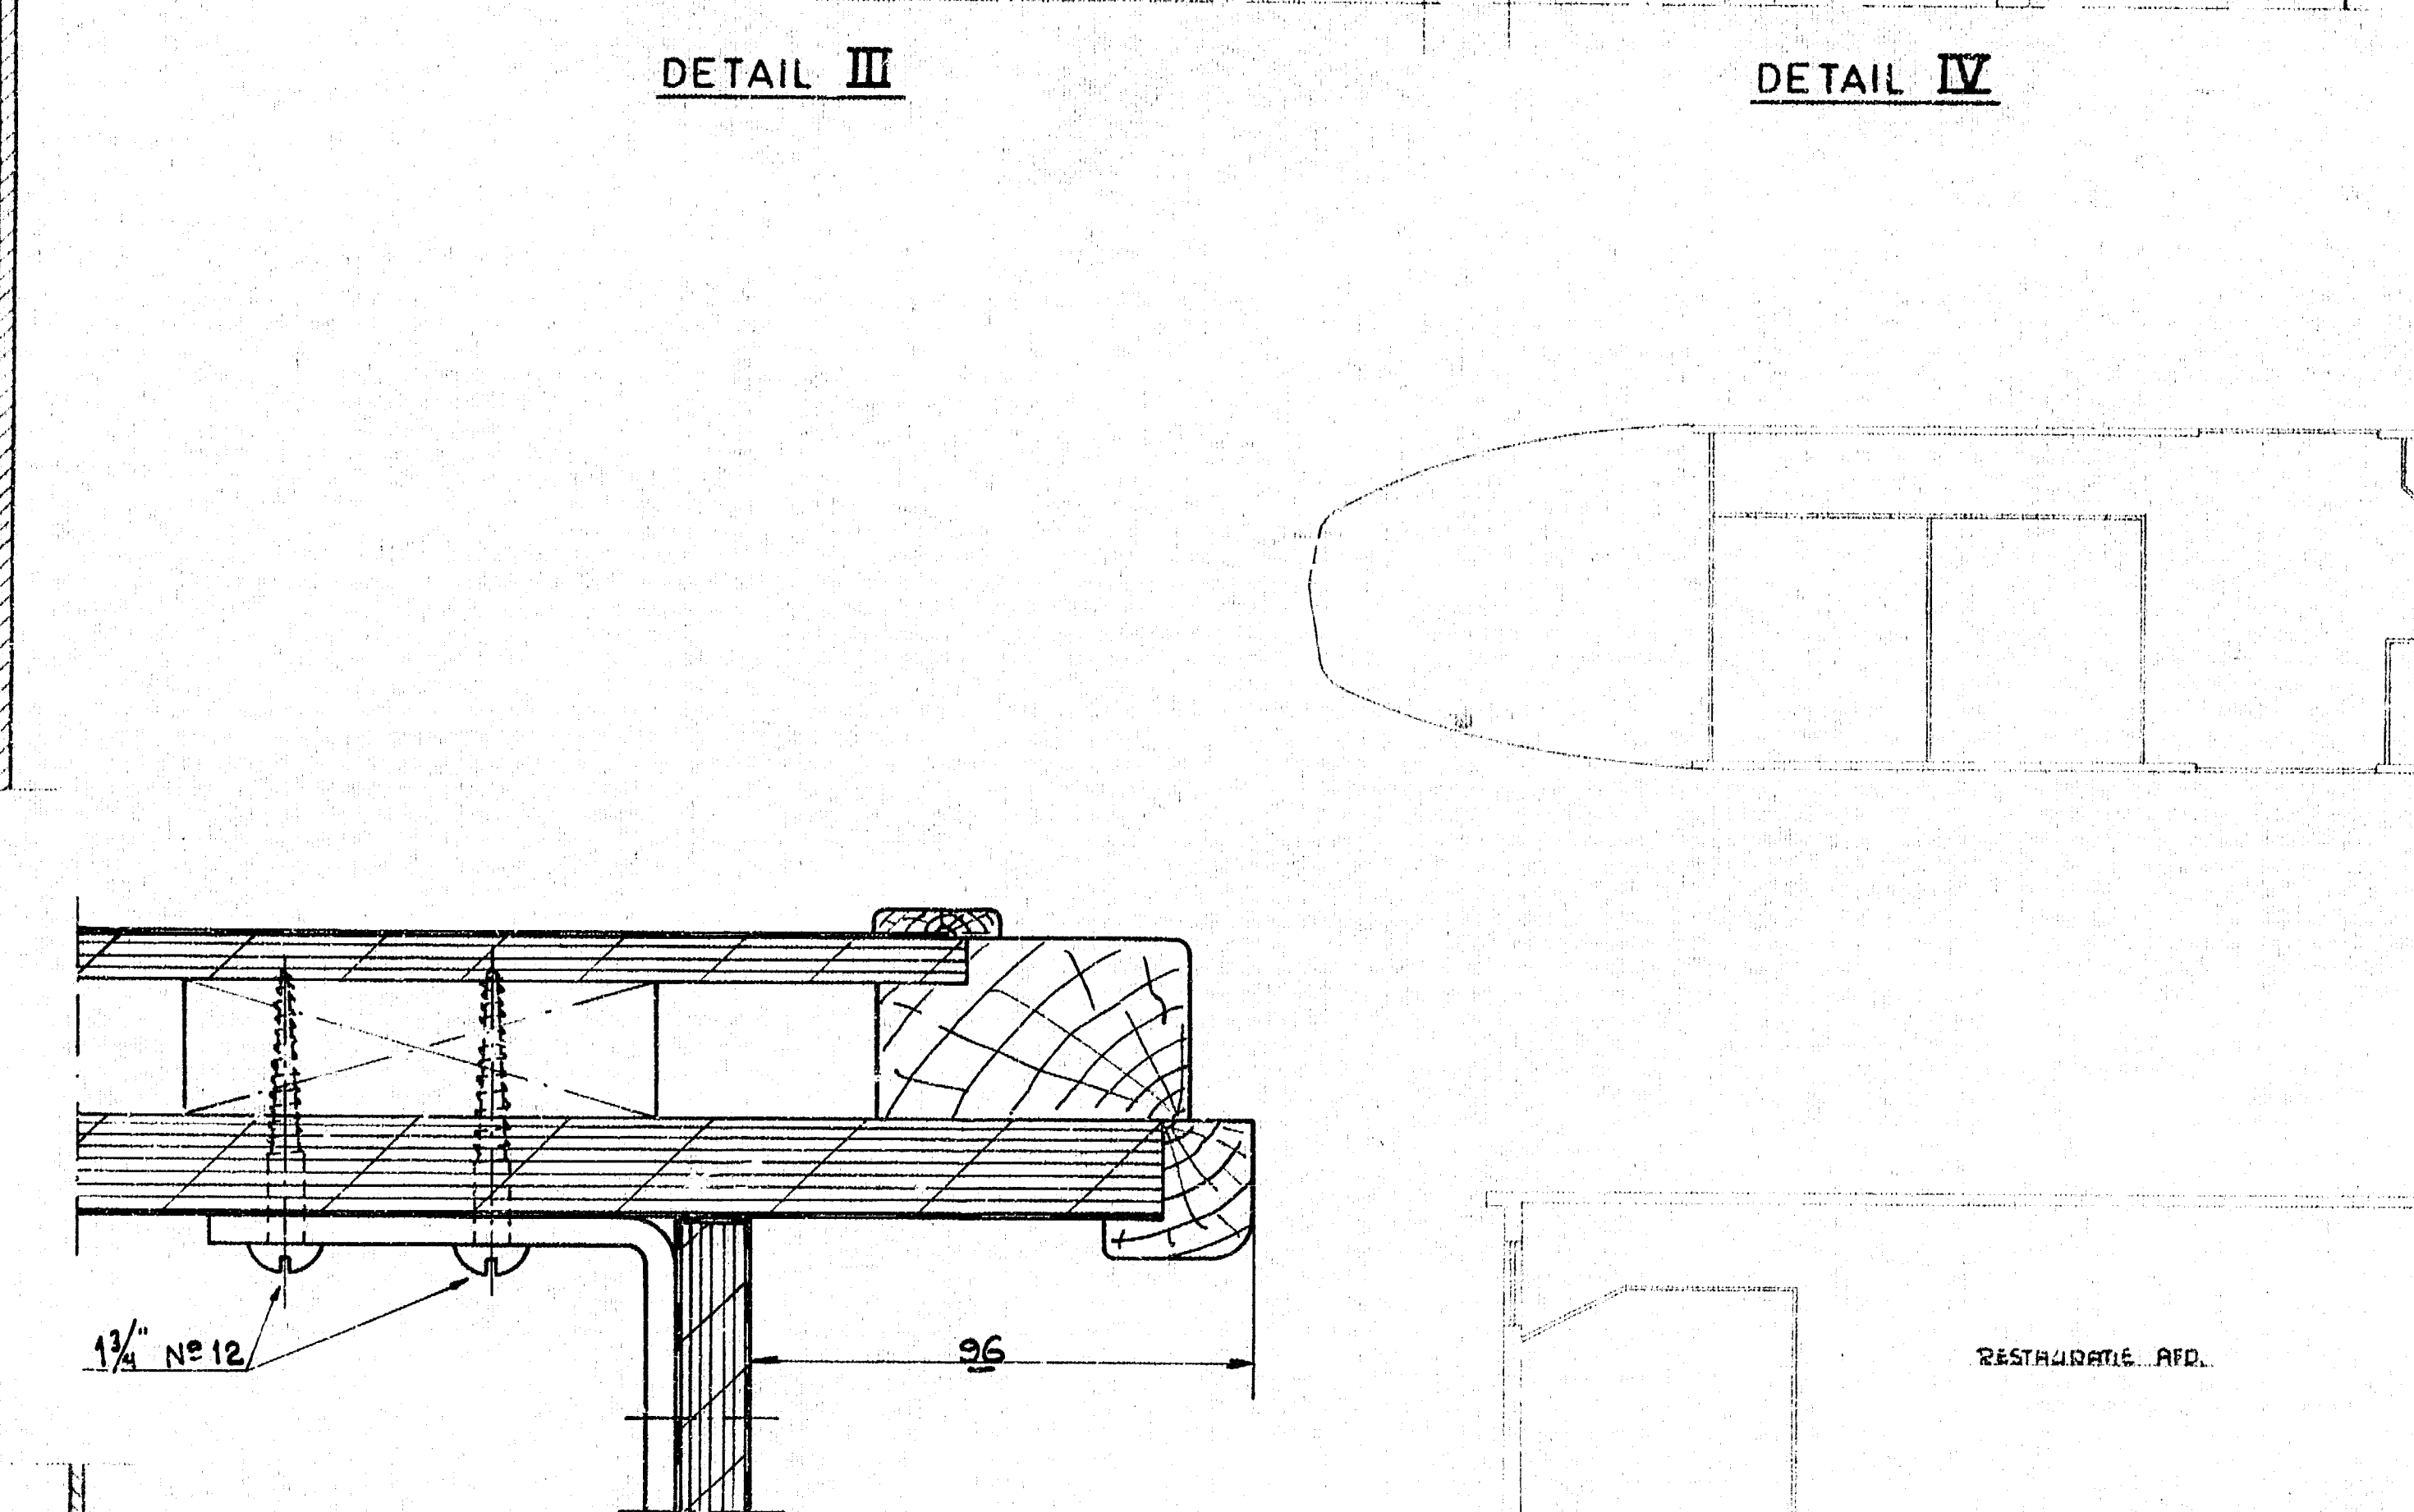 DETAIL III
DETAIL IV
1¾" Nº 12
96
RESTAURATIE AFD.